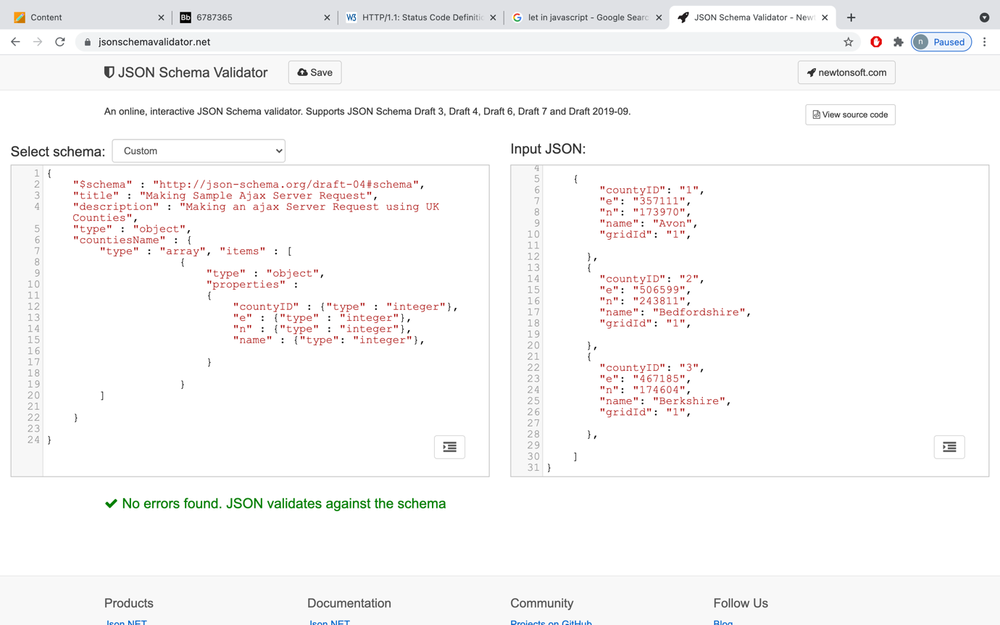 Content
6787365
HTTP/1.1: Status Code Definitic
let in javascript - Google Searc
JSON Schema Validator - Newt
jsonschemavalidator.net
n Paused
JSON Schema Validator
Save
newtonsoft.com
An online, interactive JSON Schema validator. Supports JSON Schema Draft 3, Draft 4, Draft 6, Draft 7 and Draft 2019-09.
View source code
Select schema: Custom
1 {
2 "$schema" : "http://json-schema.org/draft-04#schema",
3 "title" : "Making Sample Ajax Server Request",
4 "description" : "Making an ajax Server Request using UK
Counties",
5 "type" : "object",
6 "countiesName" : {
7 "type" : "array", "items" : [
8 {
9 "type" : "object",
10 "properties" :
11 {
12 "countyID" : {"type" : "integer"},
13 "e" : {"type" : "integer"},
14 "n" : {"type" : "integer"},
15 "name" : {"type": "integer"},
16
17 }
18
19 }
20 ]
21
22 }
23
24 }
Input JSON:
4
5 {
6 "countyID": "1",
7 "e": "357111",
8 "n": "173970",
9 "name": "Avon",
10 "gridId": "1",
11
12 },
13 {
14 "countyID": "2",
15 "e": "506599",
16 "n": "243811",
17 "name": "Bedfordshire",
18 "gridId": "1",
19
20 },
21 {
22 "countyID": "3",
23 "e": "467185",
24 "n": "174604",
25 "name": "Berkshire",
26 "gridId": "1",
27
28 },
29
30 ]
31 }
No errors found. JSON validates against the schema
Products
Json.NET
Documentation
Json.NET
Community
Projects on GitHub
Follow Us
Blog